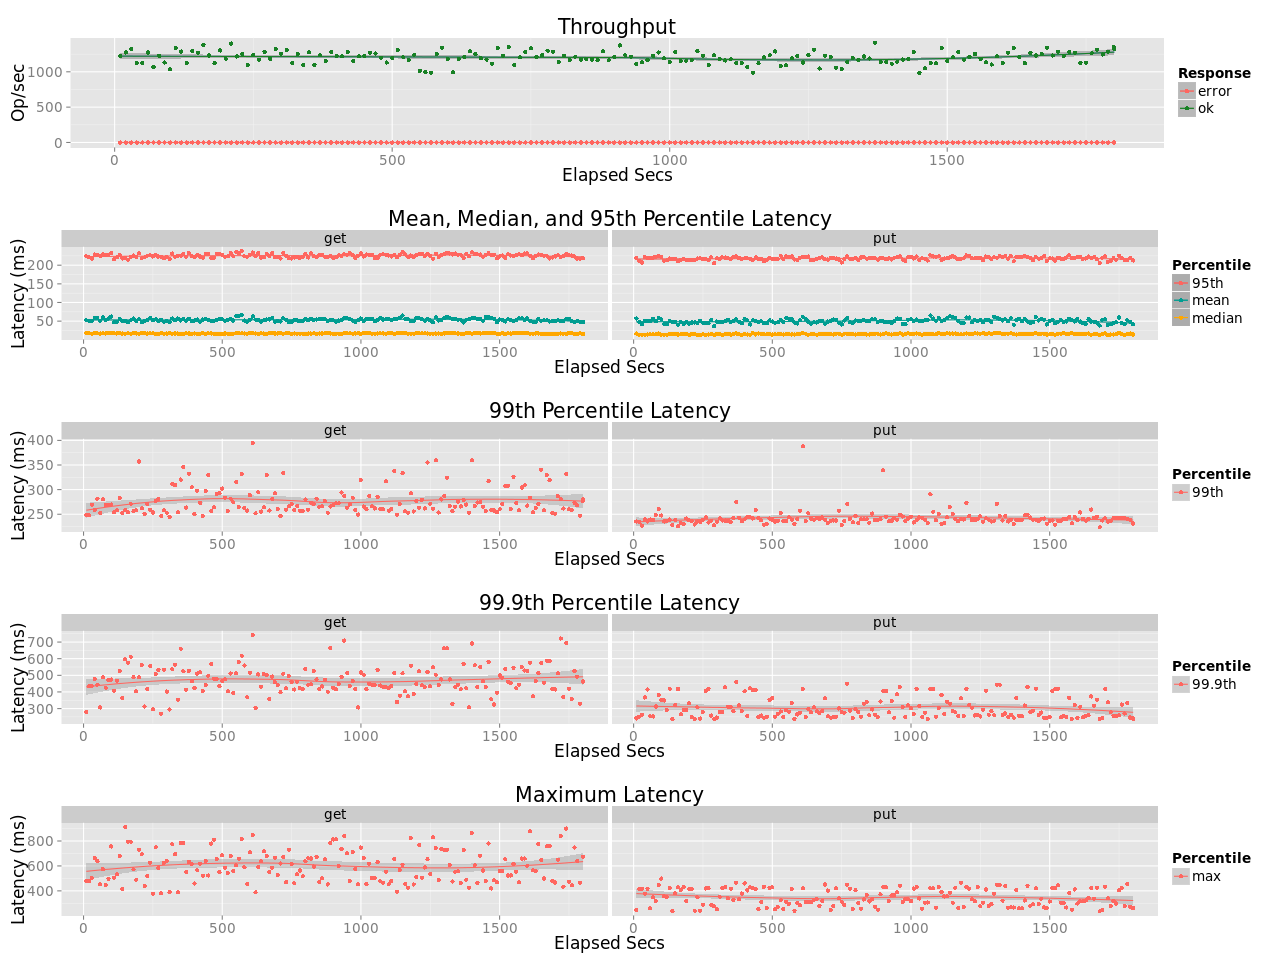 Throughput
Op/sec
1000
500
0
0 500 1000 1500
Elapsed Secs
Response
error
ok
Mean, Median, and 95th Percentile Latency
get put
Latency (ms)
200
150
100
50
0 500 1000 1500 0 500 1000 1500
Elapsed Secs
Percentile
95th
mean
median
99th Percentile Latency
get put
Latency (ms)
400
350
300
250
0 500 1000 1500 0 500 1000 1500
Elapsed Secs
Percentile
99th
99.9th Percentile Latency
get put
Latency (ms)
700
600
500
400
300
0 500 1000 1500 0 500 1000 1500
Elapsed Secs
Percentile
99.9th
Maximum Latency
get put
Latency (ms)
800
600
400
0 500 1000 1500 0 500 1000 1500
Elapsed Secs
Percentile
max